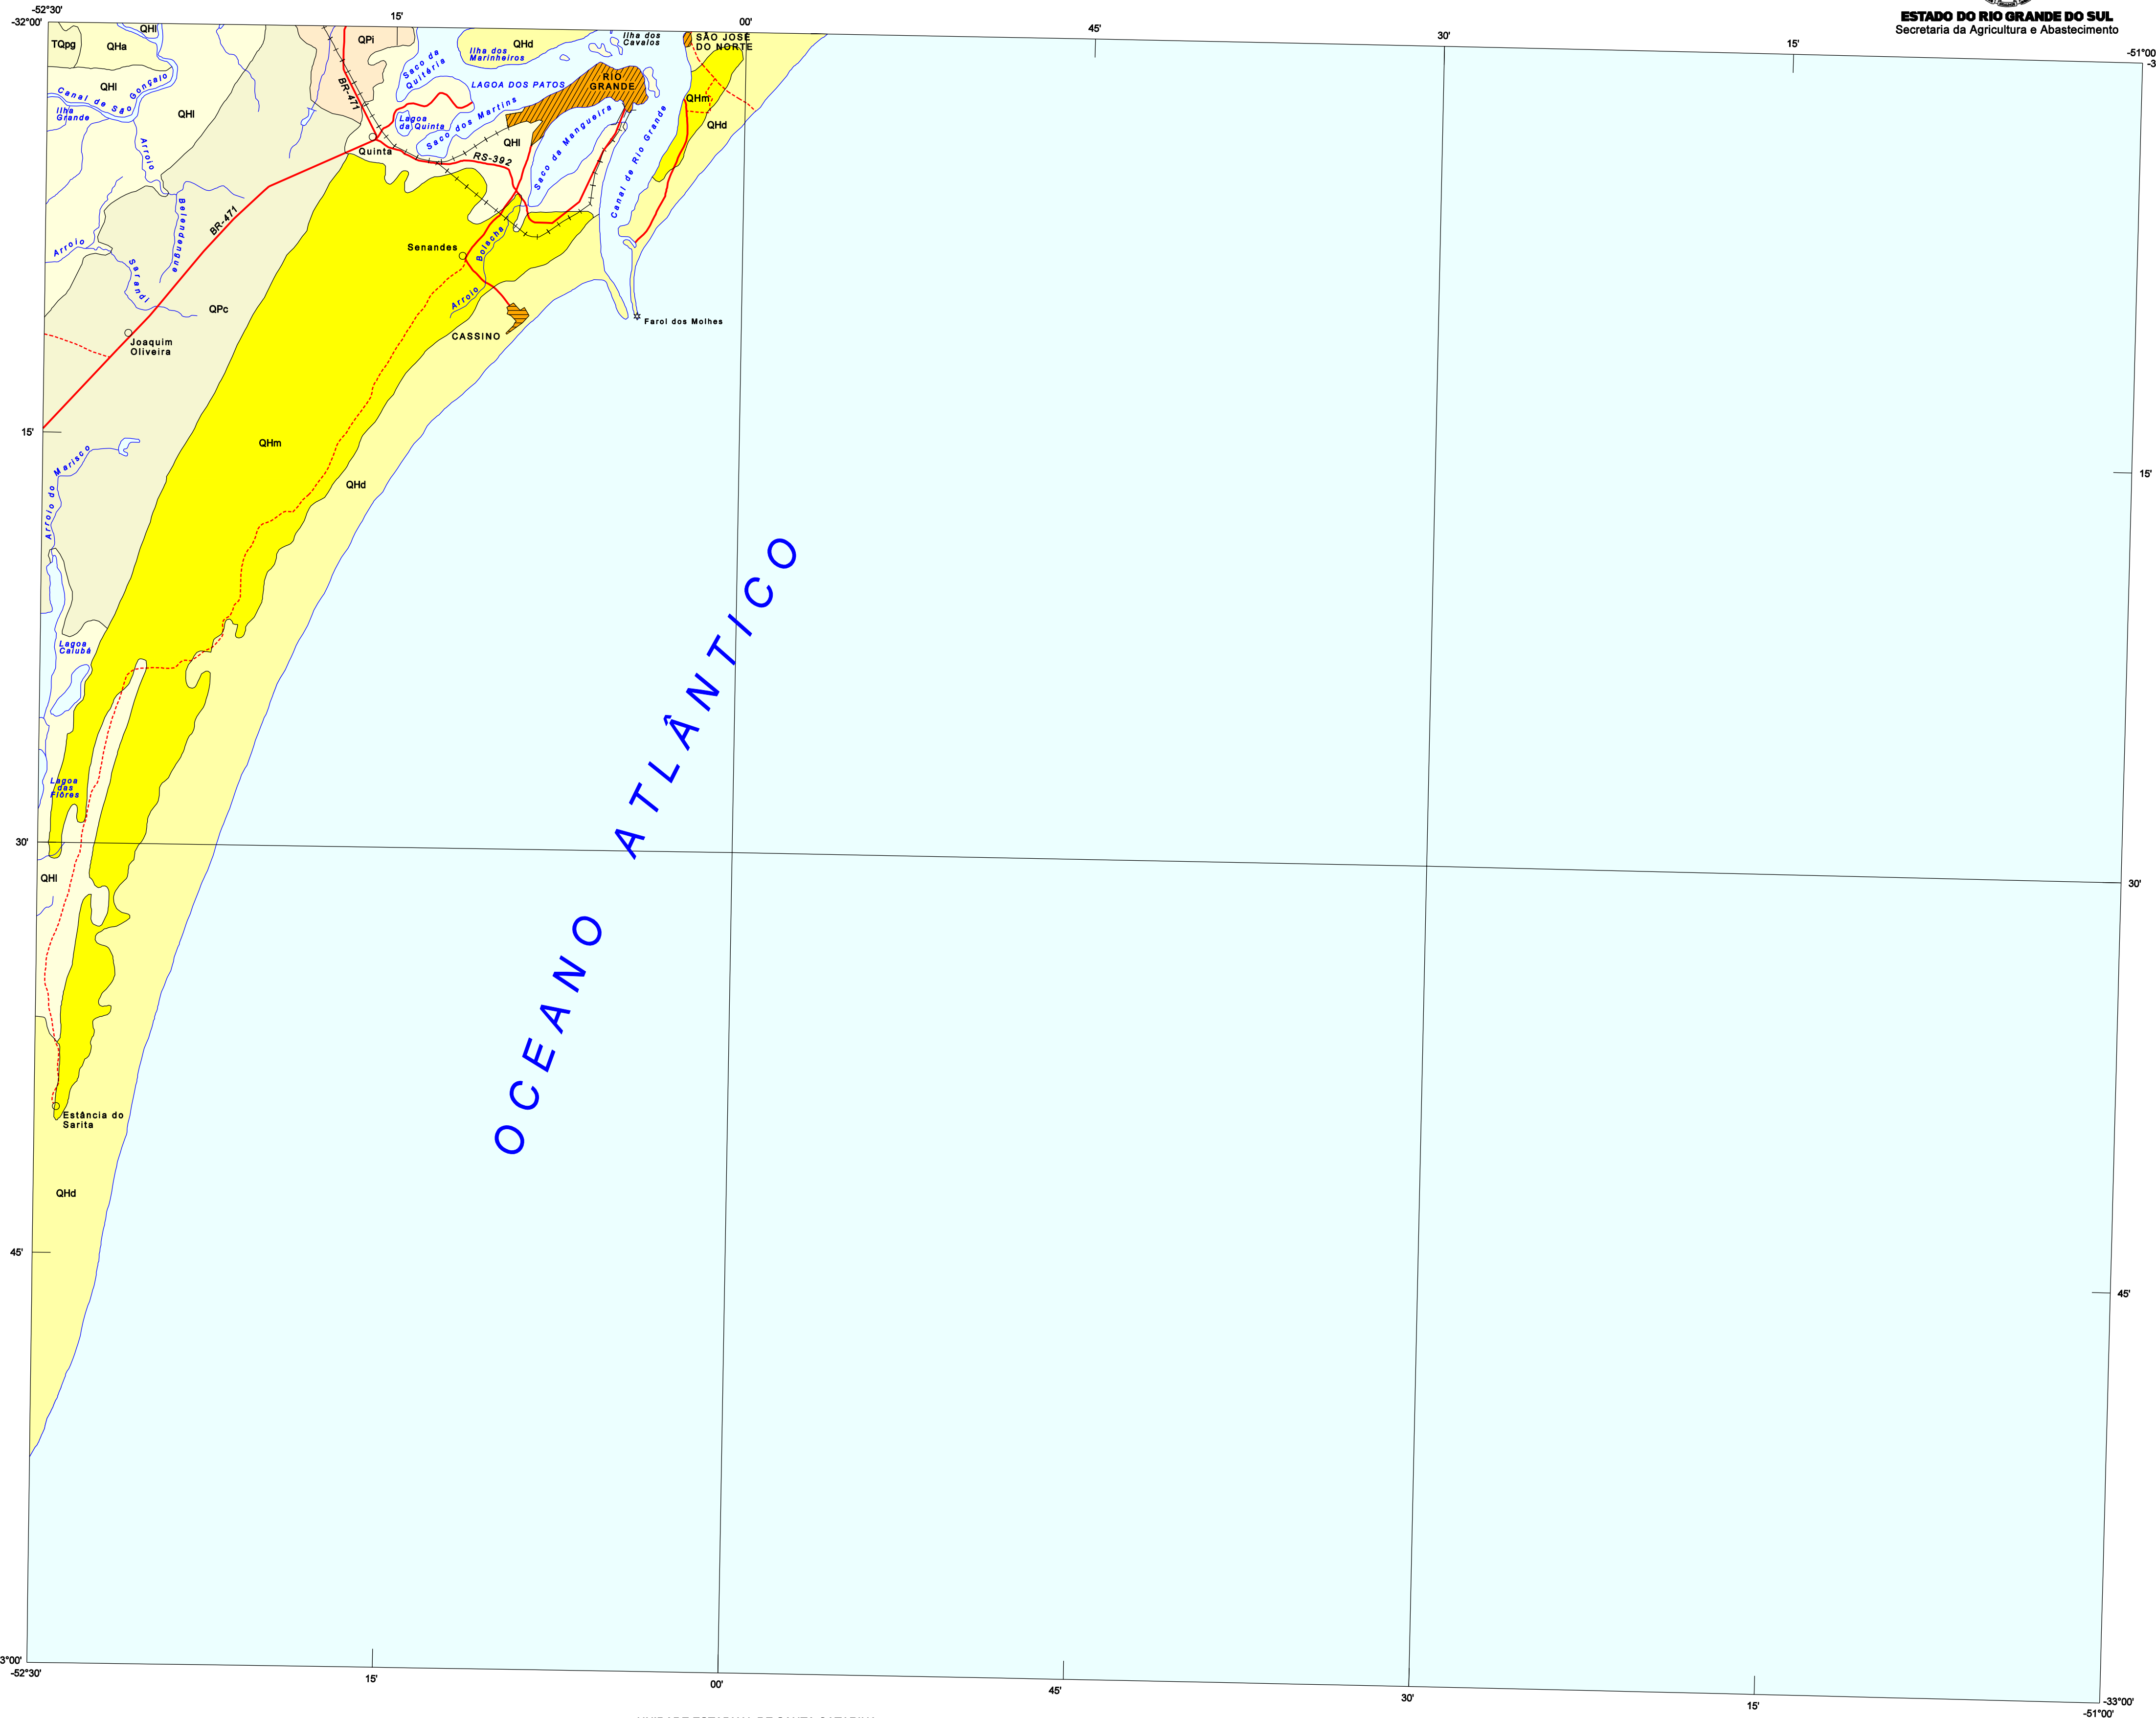 ESTADO DO RIO GRANDE DO SUL
Secretaria da Agricultura e Abastecimento
-52°30'
-32°00'
15'
00'
45'
30'
15'
-51°00'
TQpg
QHa
QHl
QPi
QHd
Ilha dos
Marinheiros
Ilha dos
Cavalos
SÃO JOSÉ
DO NORTE
Saco da
Quitéria
BR-471
LAGOA DOS PATOS
RIO
GRANDE
QHl
Canal de São Gonçalo
Ilha
Grande
QHl
Lagoa
da Quinta
Saco dos Martins
QHm
QHd
Arroio
Quinta
RS-392
QHl
Saco da Mangueira
Canal de Rio Grande
BR-471
Belengue
Arroio
Sarandi
Senandes
Bolacha
Arroio
QPc
Farol dos Molhes
Joaquim
Oliveira
CASSINO
15'
15'
QHm
Marisco
Arroio do
QHd
OCEANO ATLÂNTICO
Lagoa
Caiubá
Lagoa
das
Flôres
30'
30'
QHl
Estância do
Sarita
QHd
45'
45'
3°00'
-52°30'
15'
00'
45'
30'
15'
-33°00'
-51°00'